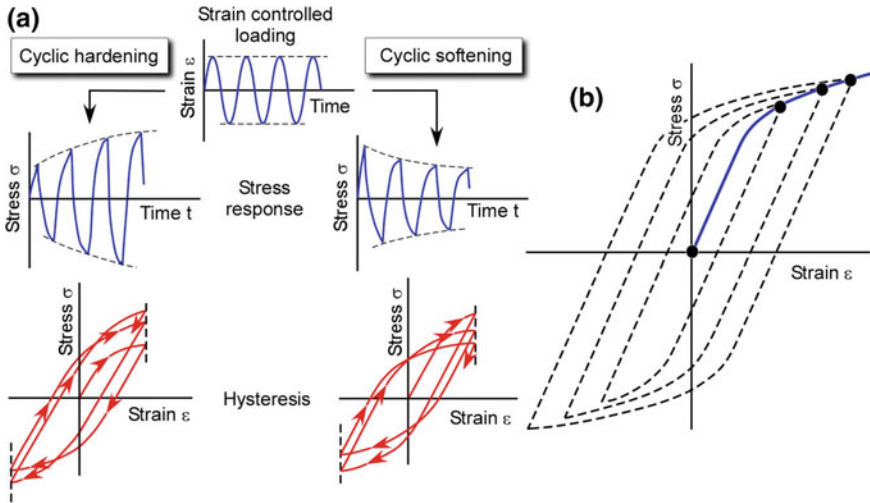 (a)
Strain controlled
loading
Cyclic hardening
Cyclic softening
Strain ε
Time
Stress σ
Time t
Stress
response
Stress σ
Time t
Stress σ
Strain ε
Hysteresis
Stress σ
Strain ε
(b)
Stress σ
Strain ε